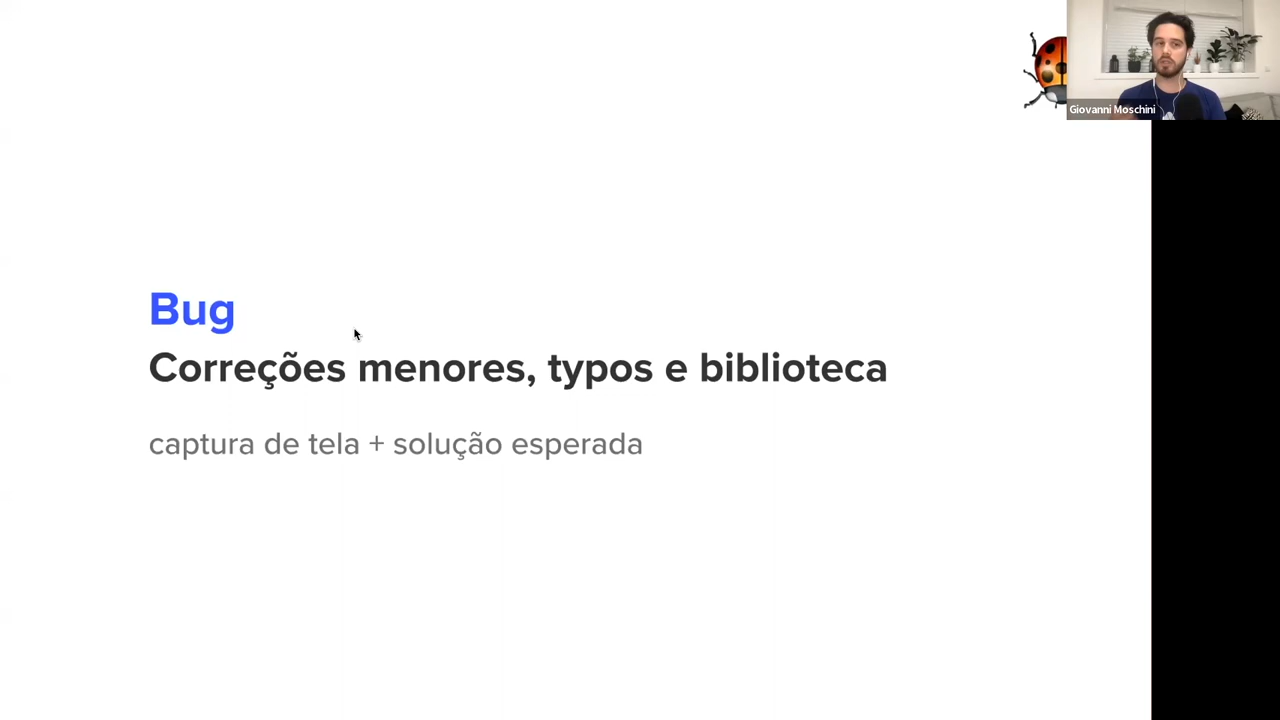 Giovanni Moschini
Bug
Correções menores, typos e biblioteca
captura de tela + solução esperada